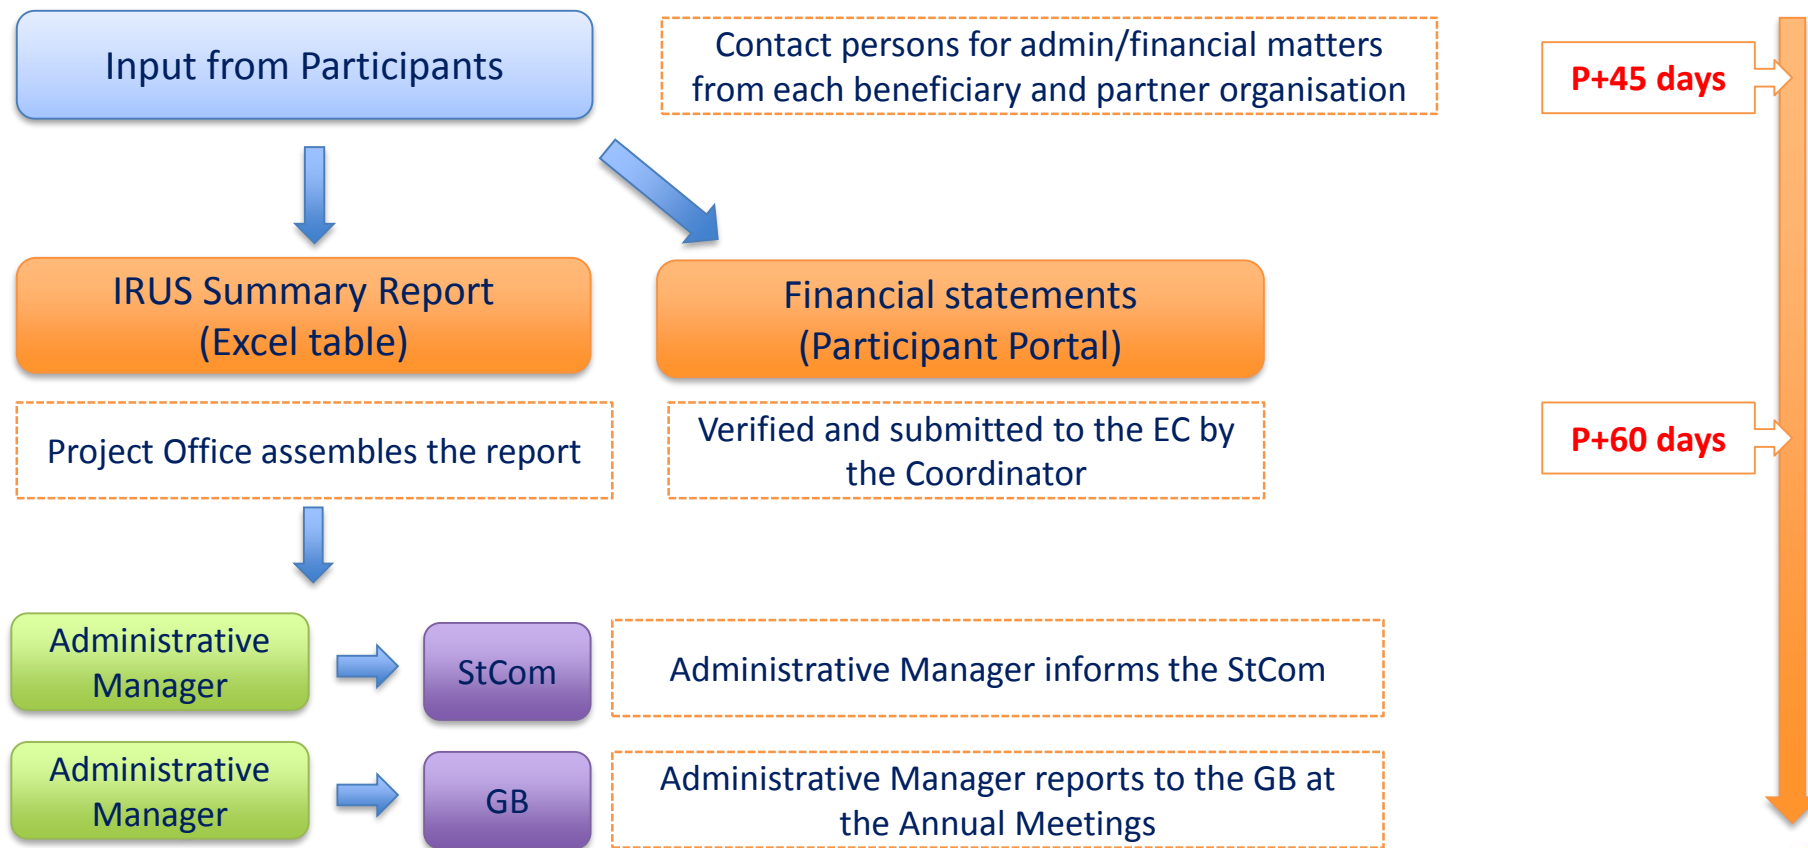 Input from Participants
Contact persons for admin/financial matters
from each beneficiary and partner organisation
P+45 days
IRUS Summary Report
(Excel table)
Financial statements
(Participant Portal)
Project Office assembles the report
Verified and submitted to the EC by
the Coordinator
P+60 days
Administrative
Manager
StCom
Administrative Manager informs the StCom
Administrative
Manager
GB
Administrative Manager reports to the GB at
the Annual Meetings